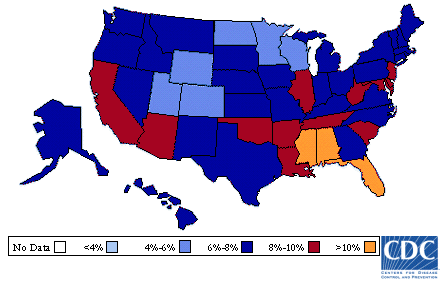 No Data <4% 4%-6% 6%-8% 8%-10% >10%
CDC
CENTERS FOR DISEASE
CONTROL AND PREVENTION